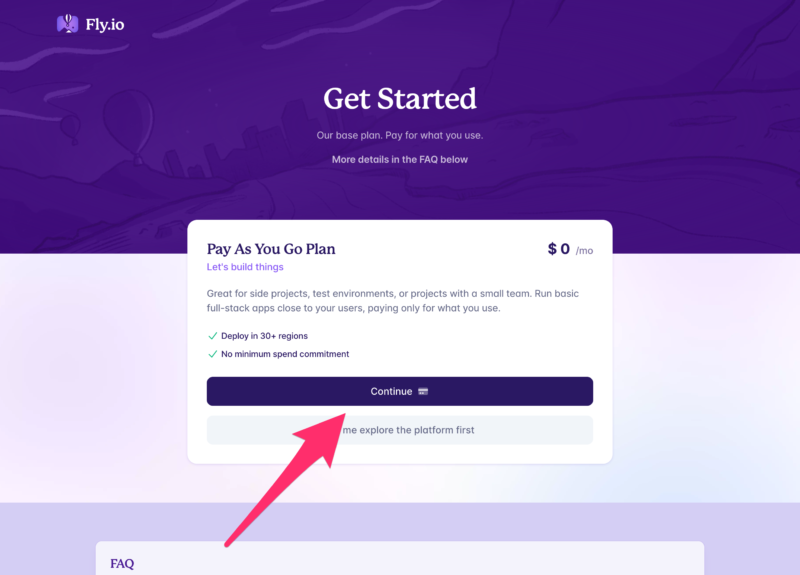 Fly.io
Get Started
Our base plan. Pay for what you use.
More details in the FAQ below
Pay As You Go Plan
$ 0 /mo
Let's build things
Great for side projects, test environments, or projects with a small team. Run basic
full-stack apps close to your users, paying only for what you use.
Deploy in 30+ regions
No minimum spend commitment
Continue
me explore the platform first
FAQ